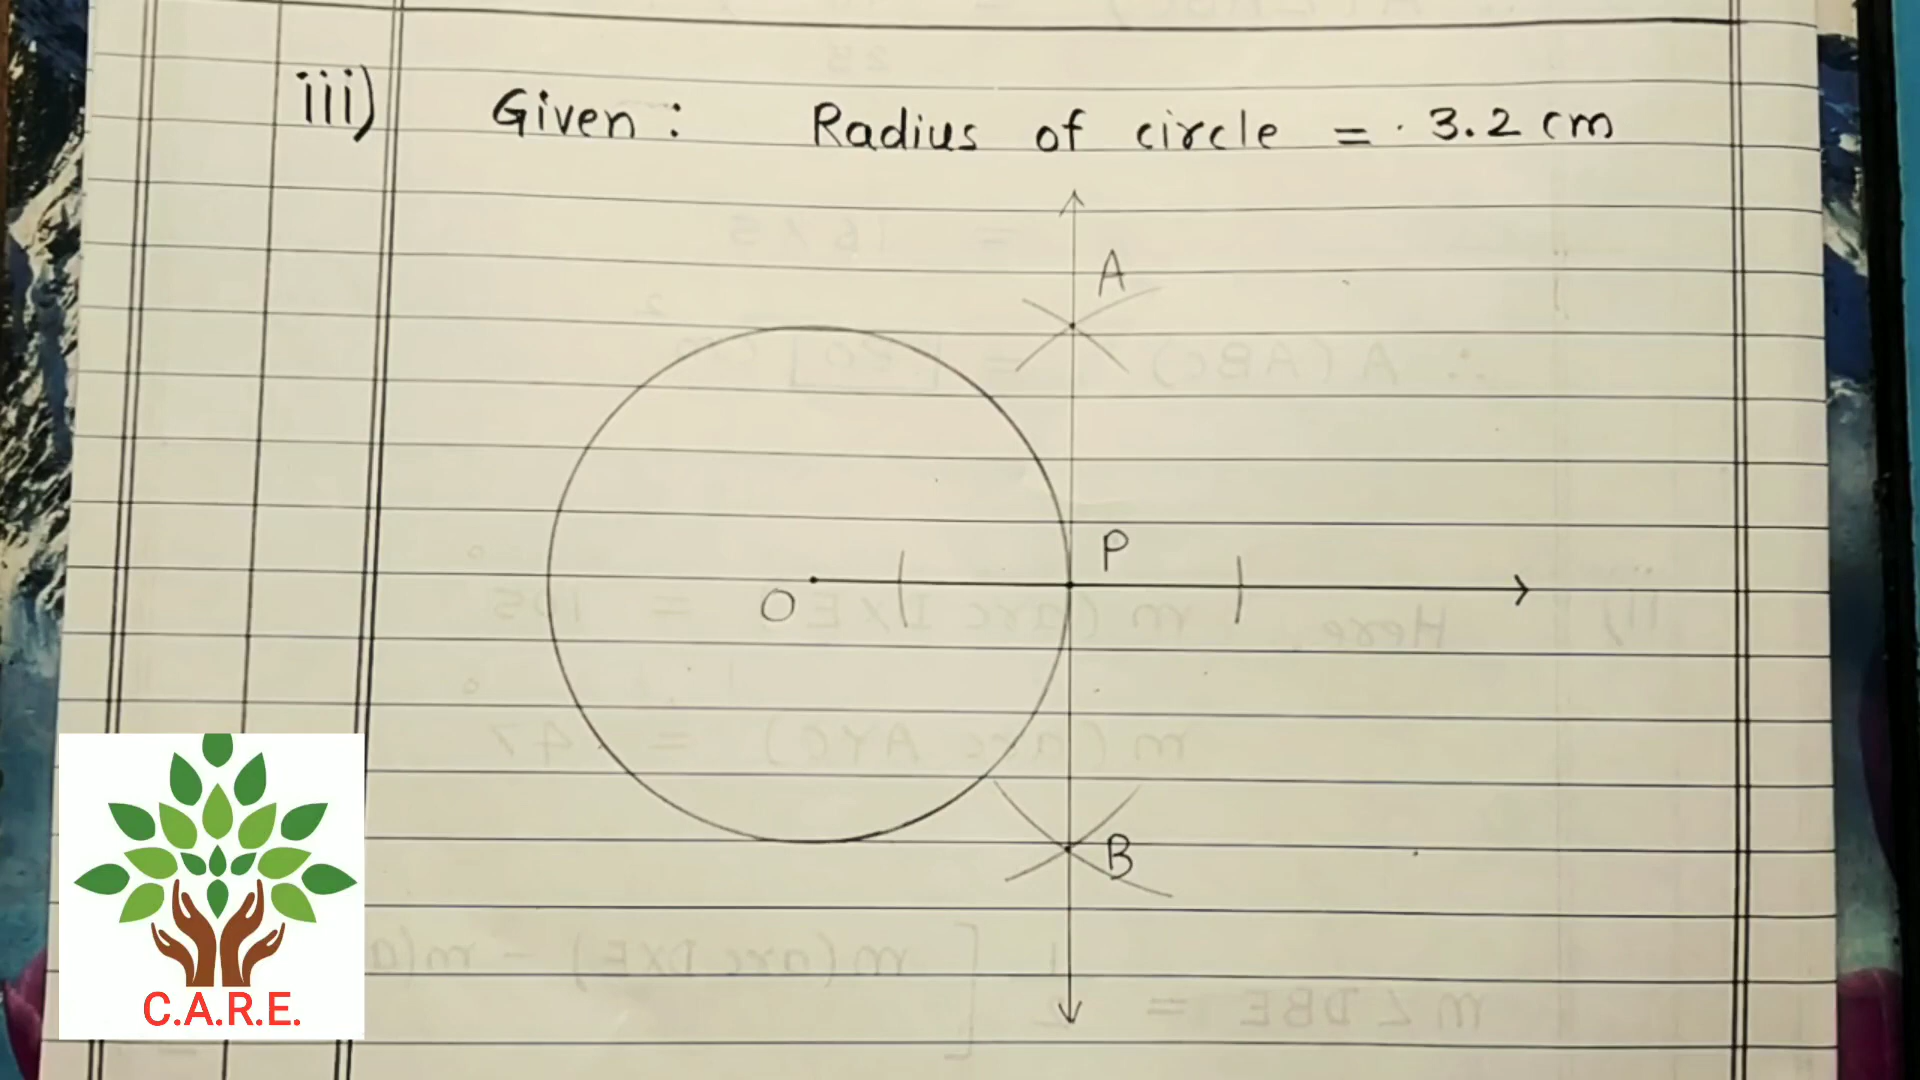 iii) Given : Radius of circle = 3.2 cm
A
P
O
B
C.A.R.E.